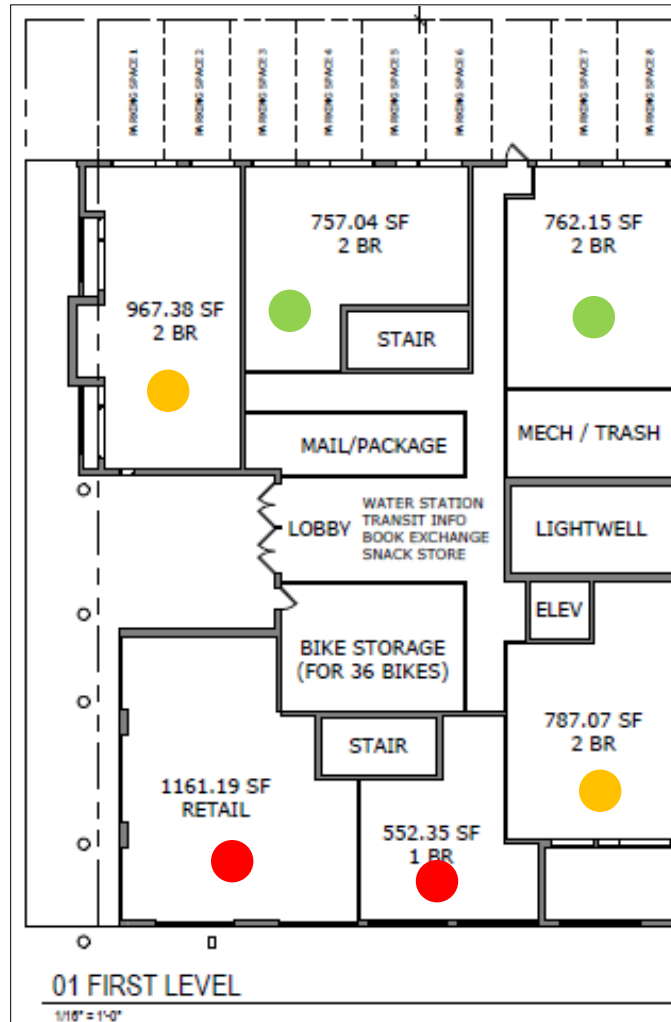 PARKING SPACE 1
PARKING SPACE 2
PARKING SPACE 3
PARKING SPACE 4
PARKING SPACE 5
PARKING SPACE 6
PARKING SPACE 7
PARKING SPACE 8
757.04 SF
2 BR
762.15 SF
2 BR
967.38 SF
2 BR
STAIR
MAIL/PACKAGE
MECH / TRASH
LOBBY
WATER STATION
TRANSIT INFO
BOOK EXCHANGE
SNACK STORE
LIGHTWELL
ELEV
BIKE STORAGE
(FOR 36 BIKES)
787.07 SF
2 BR
STAIR
1161.19 SF
RETAIL
552.35 SF
1 BR
01 FIRST LEVEL
1/16" = 1'-0"